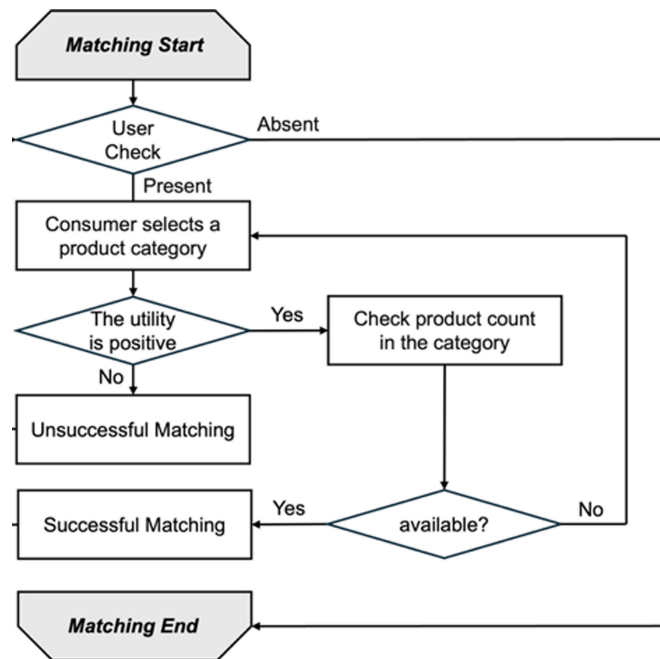 Matching Start
User
Check
Absent
Present
Consumer selects a
product category
The utility
is positive
Yes
Check product count
in the category
No
Unsuccessful Matching
Successful Matching
Yes
available?
No
Matching End